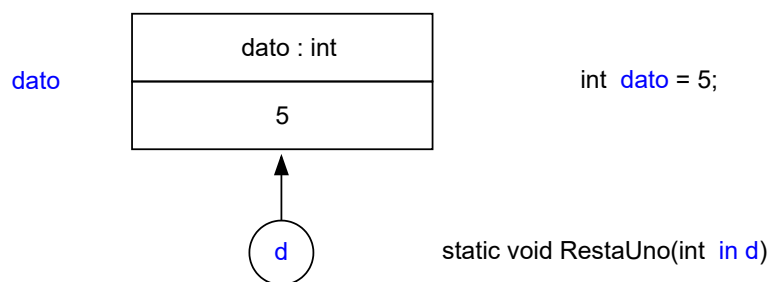 dato : int
dato
int dato = 5;
5
d
static void RestaUno(int in d)